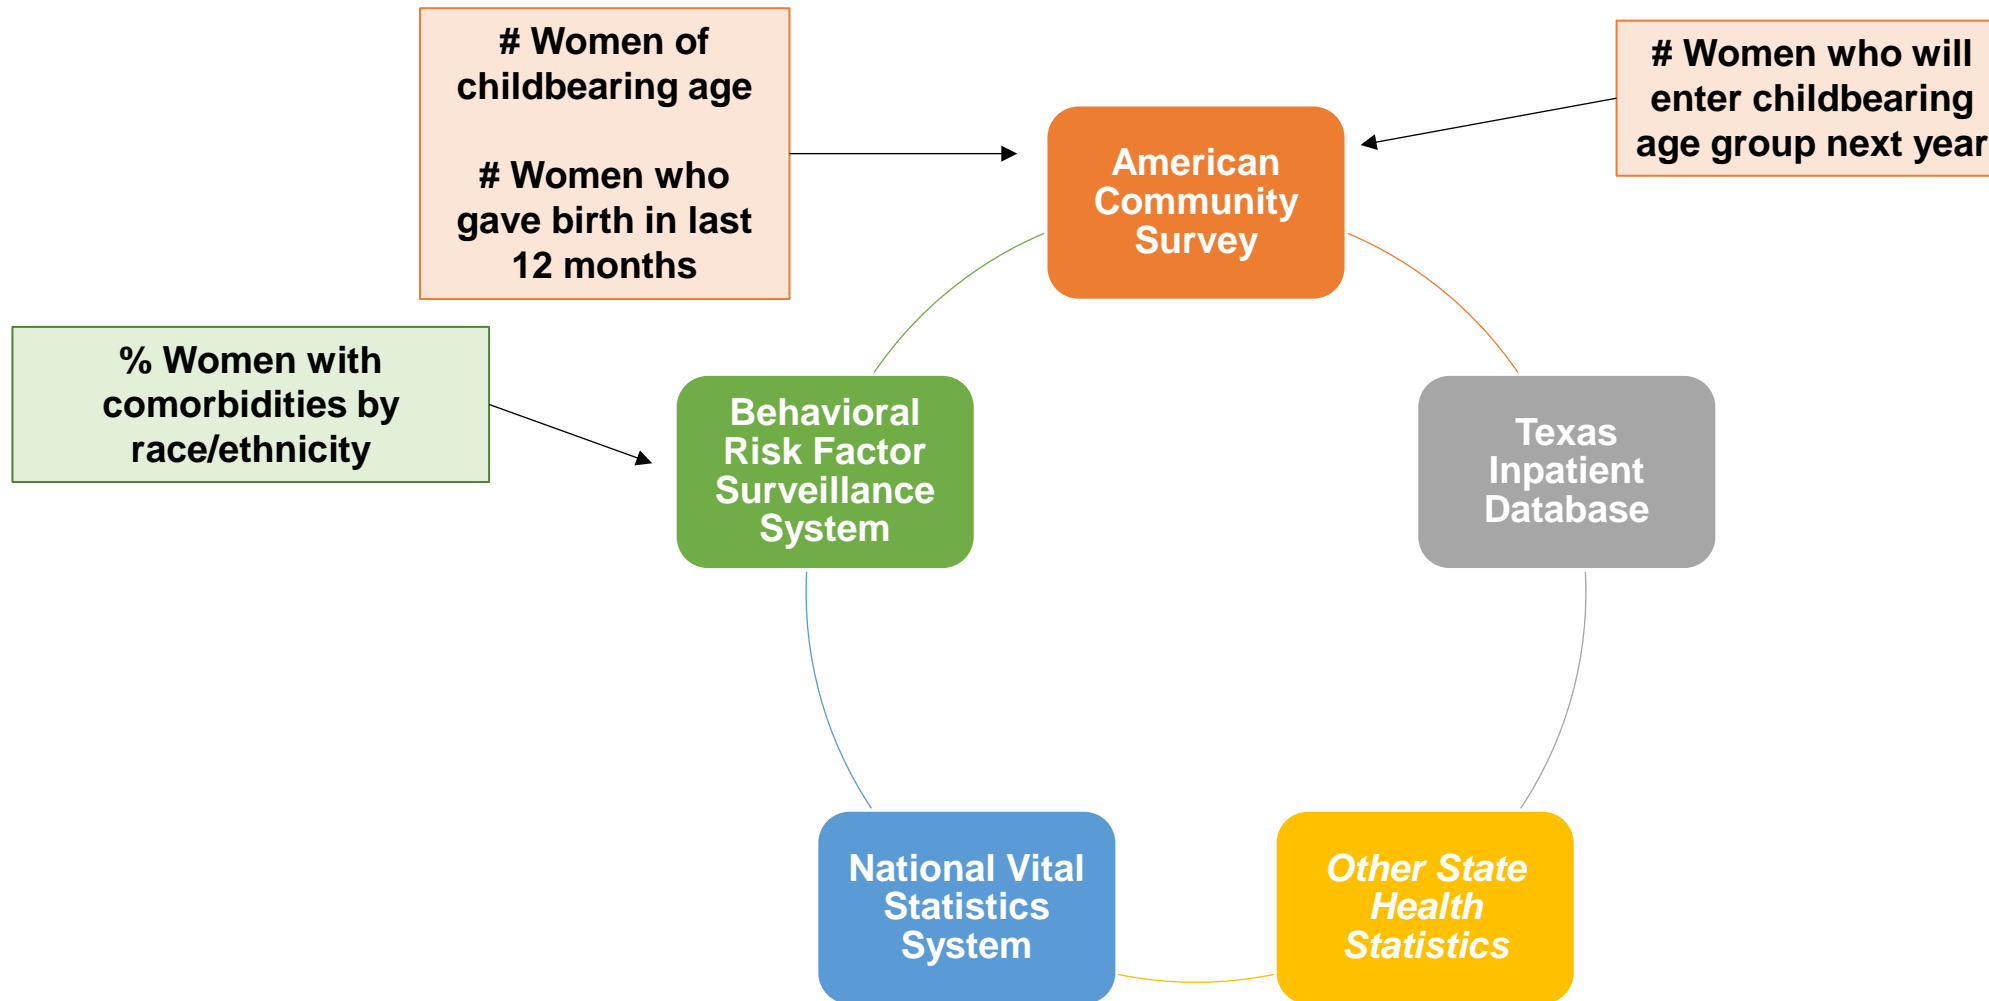 # Women of
childbearing age
# Women who
gave birth in last
12 months
# Women who will
enter childbearing
age group next year
American
Community
Survey
% Women with
comorbidities by
race/ethnicity
Behavioral
Risk Factor
Surveillance
System
Texas
Inpatient
Database
National Vital
Statistics
System
Other State
Health
Statistics